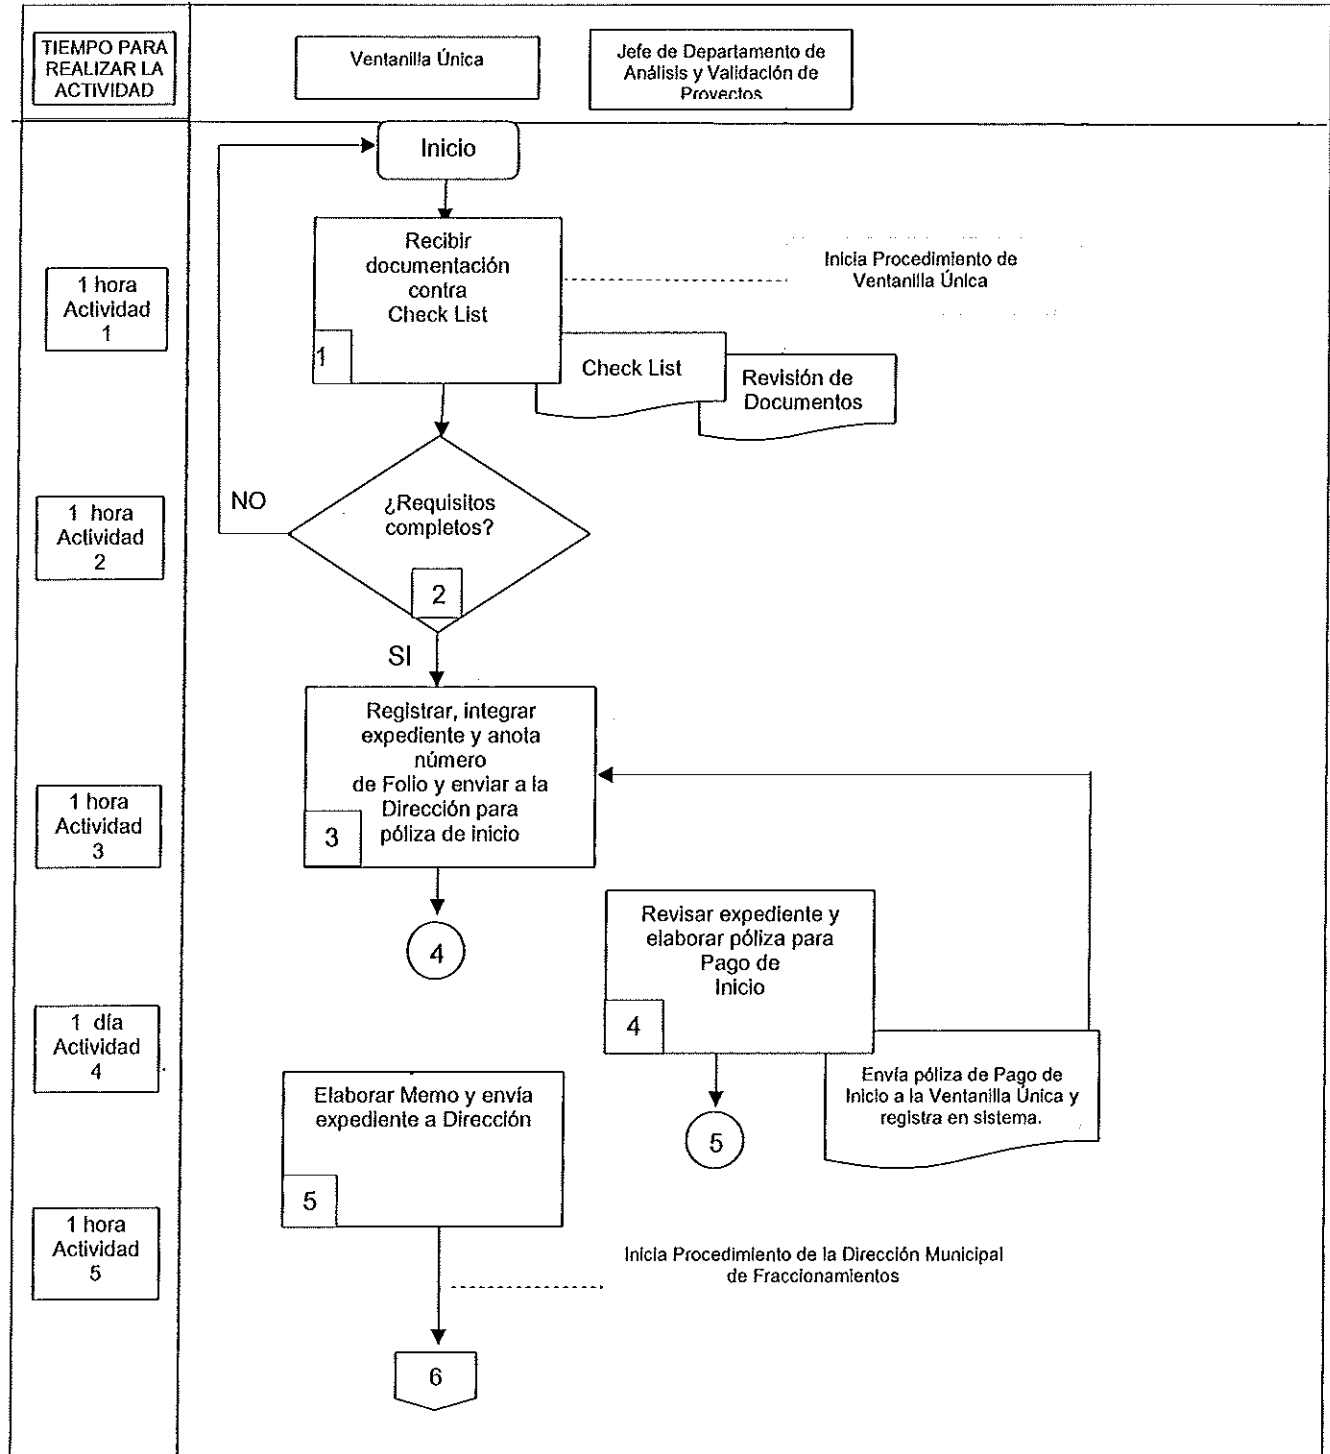 TIEMPO PARA
REALIZAR LA
ACTIVIDAD
Ventanilla Única
Jefe de Departamento de
Análisis y Validación de
Proyectos
Inicio
1 hora
Actividad
1
Recibir
documentación
contra
Check List
1
Inicia Procedimiento de
Ventanilla Única
Check List
Revisión de
Documentos
1 hora
Actividad
2
NO
¿Requisitos
completos?
2
SI
1 hora
Actividad
3
Registrar, integrar
expediente y anota
número
de Folio y enviar a la
Dirección para
póliza de inicio
3
4
Revisar expediente y
elaborar póliza para
Pago de
Inicio
4
1 día
Actividad
4
Envía póliza de Pago de
Inicio a la Ventanilla Única y
registra en sistema.
5
Elaborar Memo y envía
expediente a Dirección
5
1 hora
Actividad
5
Inicia Procedimiento de la Dirección Municipal
de Fraccionamientos
6